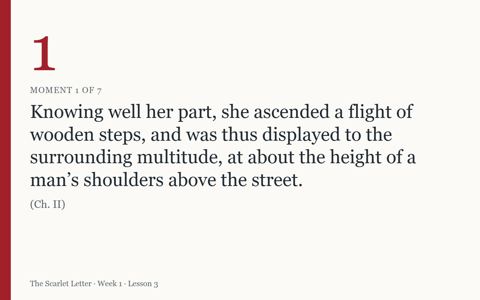 1
MOMENT 1 OF 7
Knowing well her part, she ascended a flight of
wooden steps, and was thus displayed to the
surrounding multitude, at about the height of a
man’s shoulders above the street.
(Ch. II)
The Scarlet Letter · Week 1 · Lesson 3